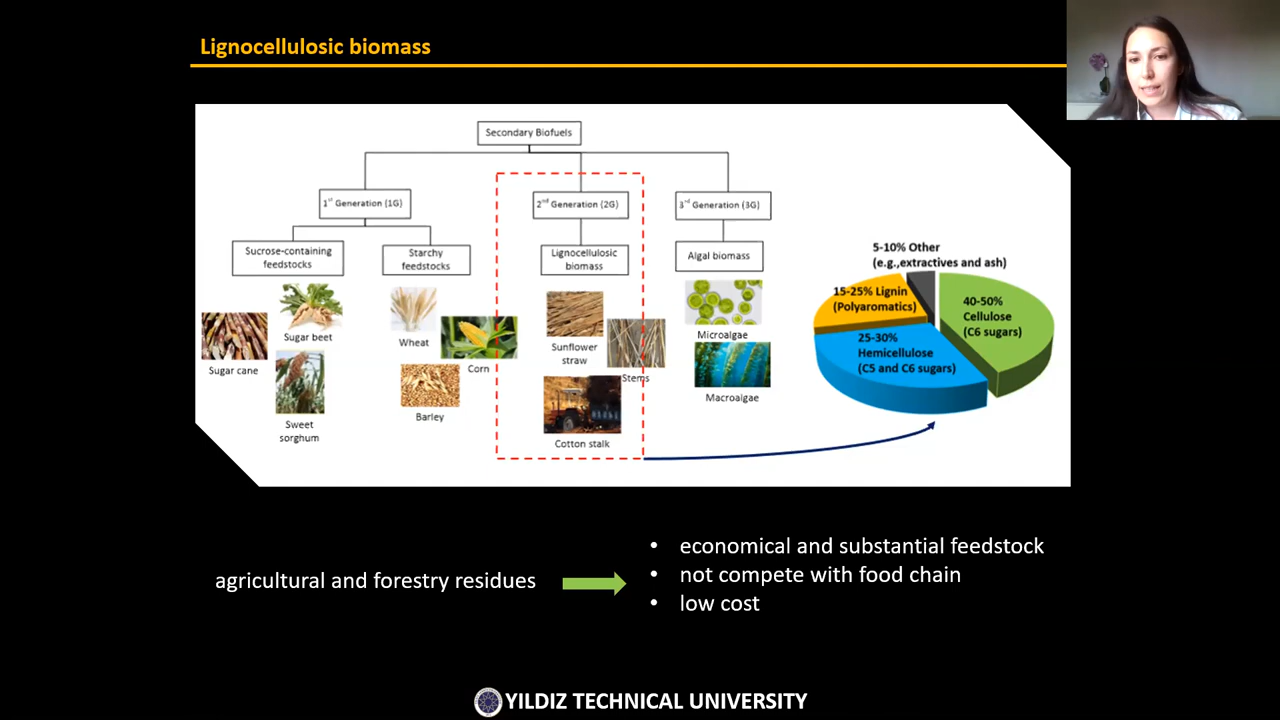 Lignocellulosic biomass
Secondary Biofuels
1st Generation (1G)
2nd Generation (2G)
3rd Generation (3G)
Sucrose-containing
feedstocks
Starchy
feedstocks
Lignocellulosic
biomass
Algal biomass
Sugar beet
Sugar cane
Sweet
sorghum
Wheat
Corn
Barley
Sunflower
straw
Stems
Cotton stalk
Microalgae
Macroalgae
5-10% Other
(e.g.,extractives and ash)
15-25% Lignin
(Polyaromatics)
40-50%
Cellulose
(C6 sugars)
25-30%
Hemicellulose
(C5 and C6 sugars)
agricultural and forestry residues
• economical and substantial feedstock
• not compete with food chain
• low cost
YILDIZ TECHNICAL UNIVERSITY